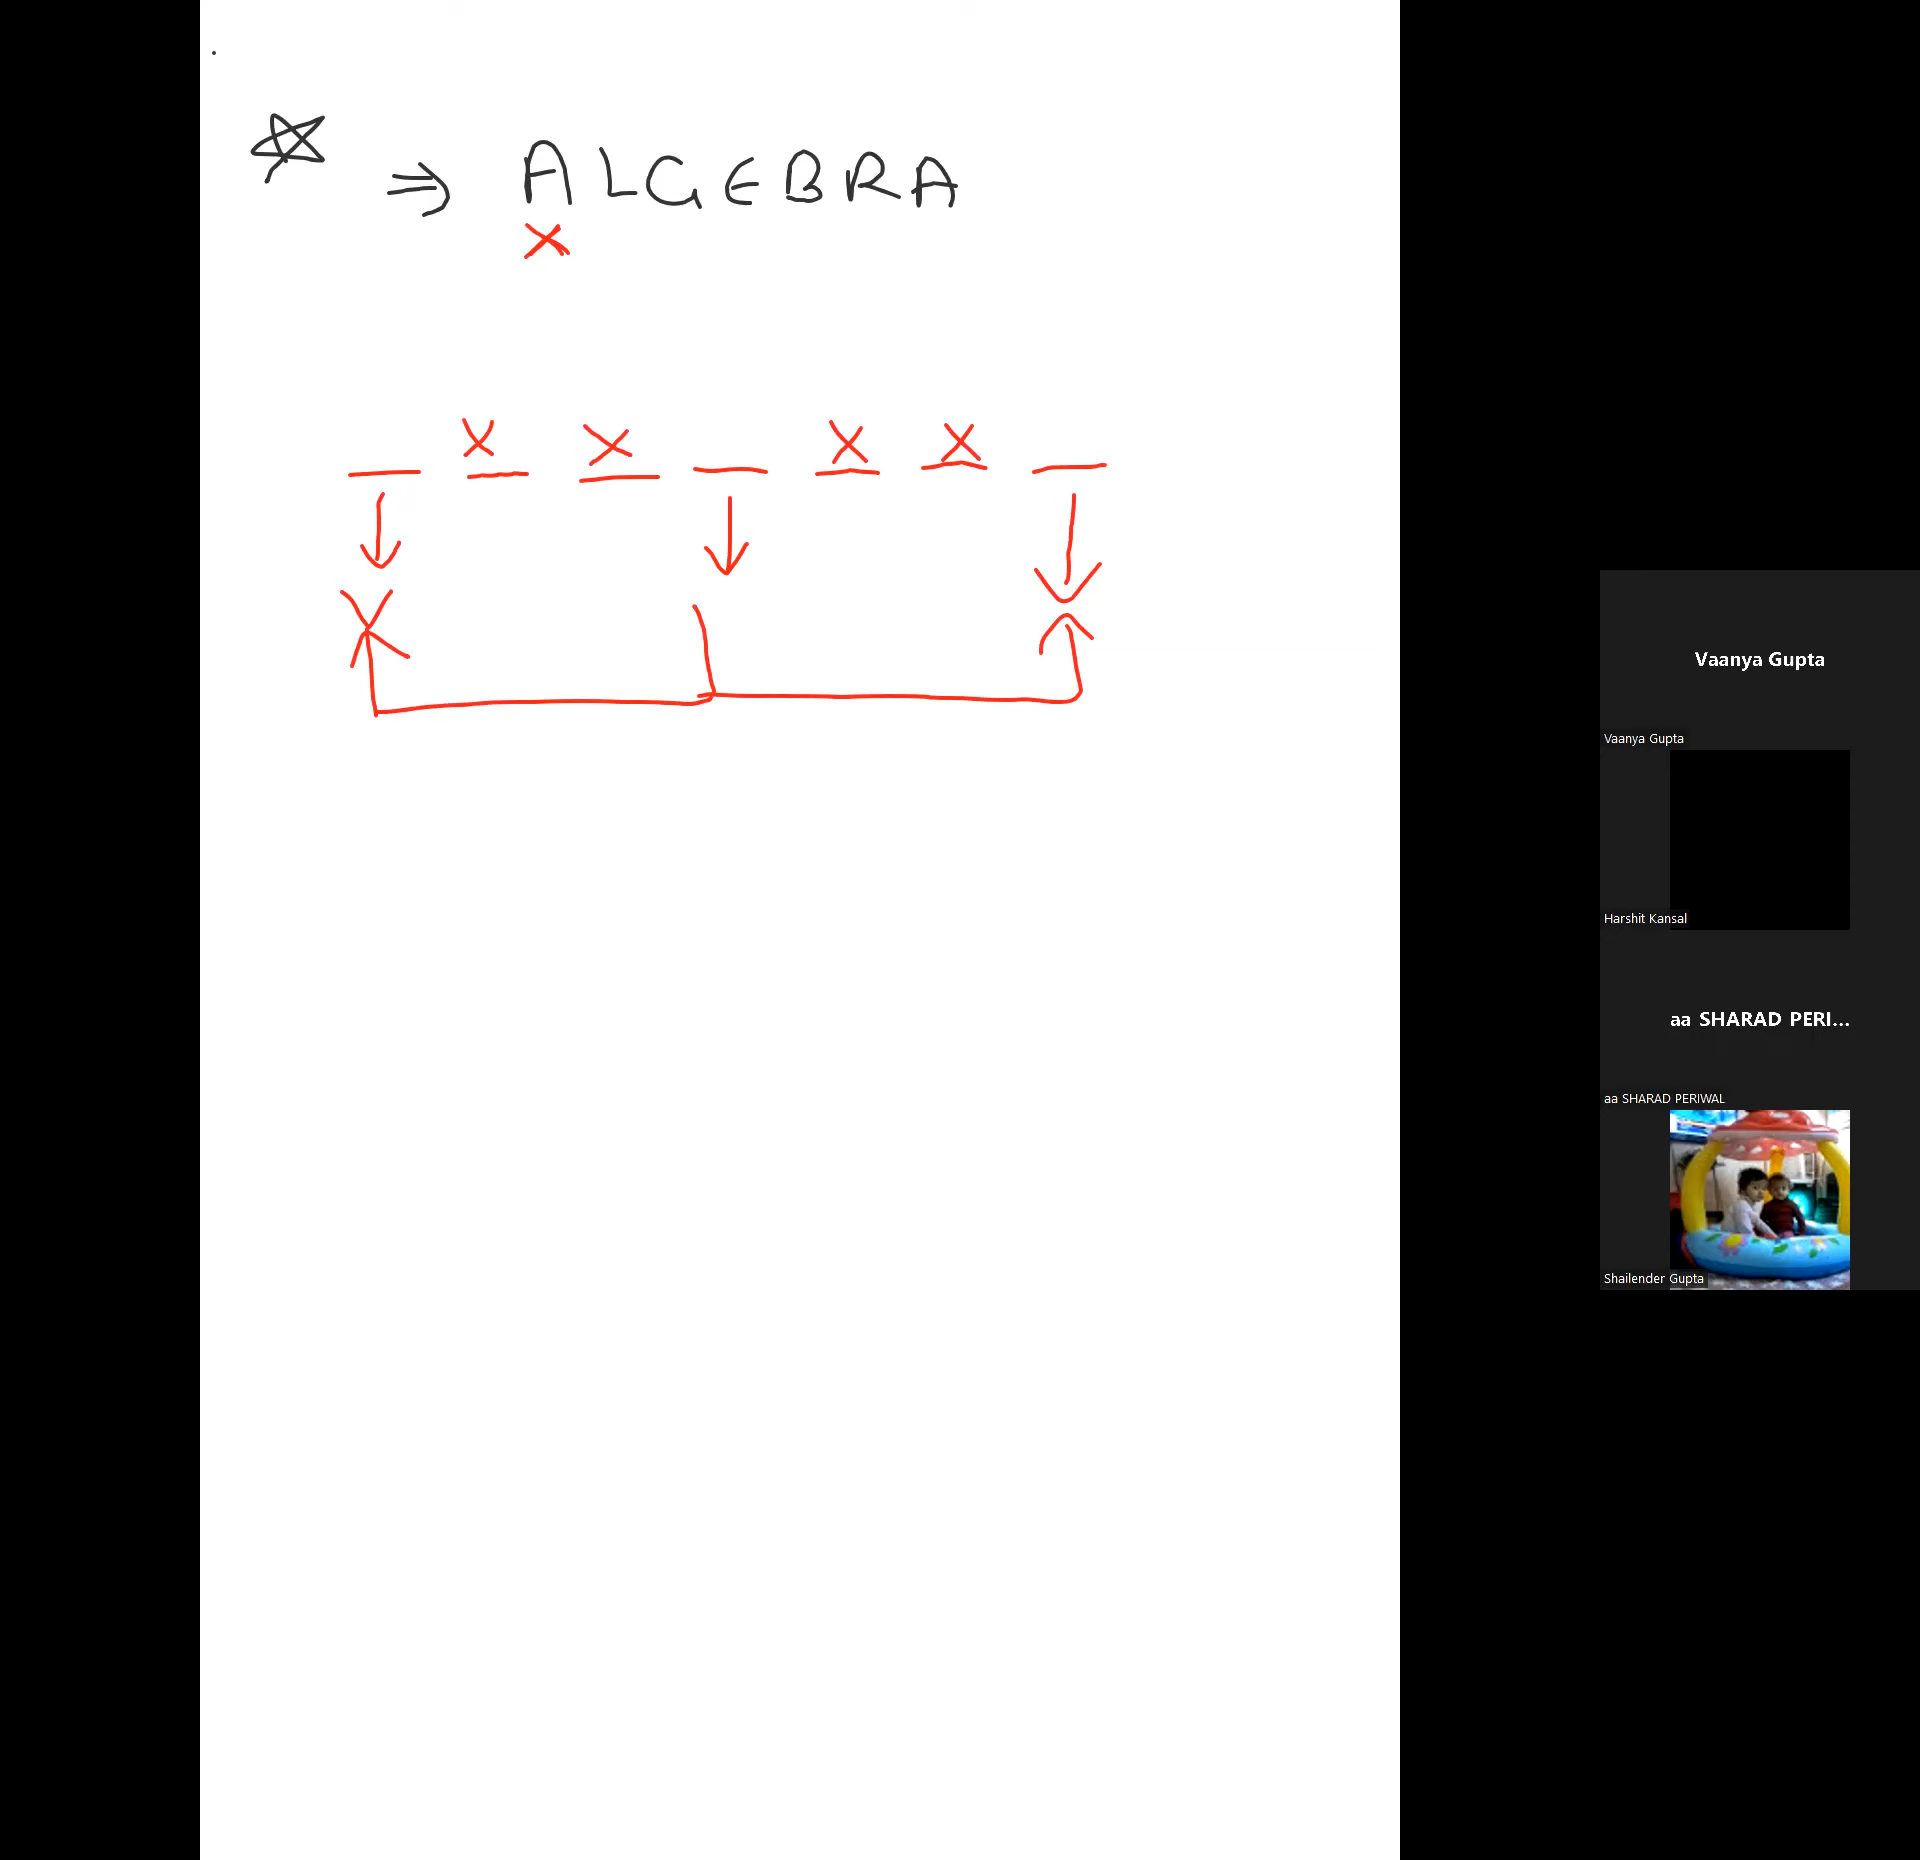 ⇒ ALGEBRA
X
X X X X
Vaanya Gupta
Vaanya Gupta
Harshit Kansal
aa SHARAD PERI...
aa SHARAD PERIWAL
Shailender Gupta